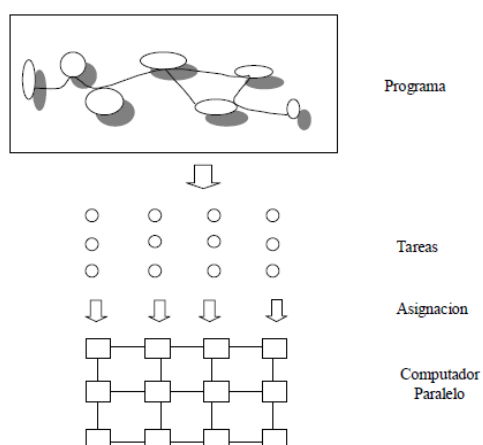 Programa
Tareas
Asignacion
Computador
Paralelo